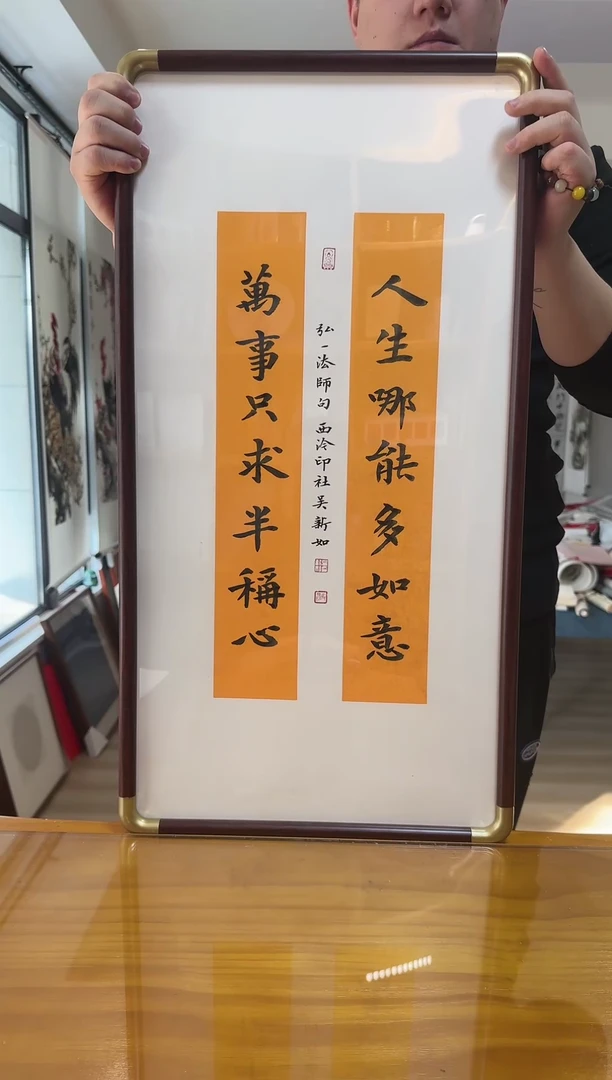 人生哪能多如意
萬事只求半稱心
弘一法師句 西泠印社吴新如